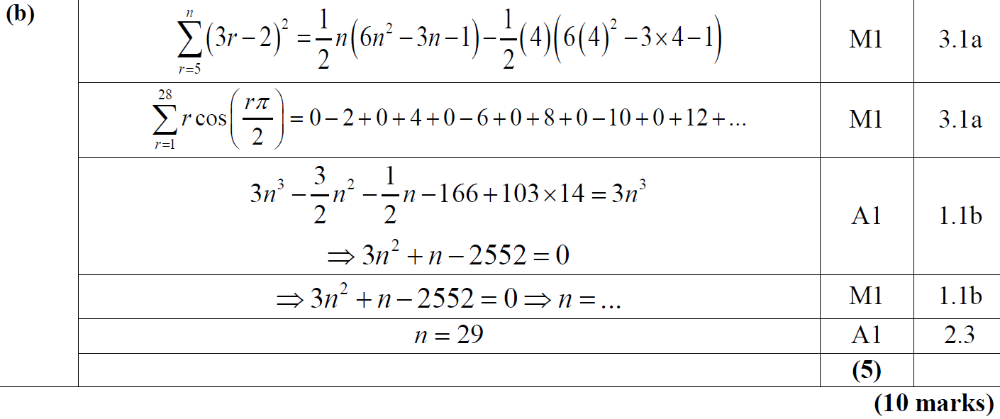 (b) $\sum_{r=5}^{n}(3r-2)^2 = \frac{1}{2}n(6n^2-3n-1)-\frac{1}{2}(4)(6(4)^2-3\times4-1)$ M1 3.1a
$\sum_{r=1}^{28} r\cos\left(\frac{r\pi}{2}\right) = 0-2+0+4+0-6+0+8+0-10+0+12+...$ M1 3.1a
$3n^3-\frac{3}{2}n^2-\frac{1}{2}n-166+103\times14=3n^3$
$\Rightarrow 3n^2+n-2552=0$ A1 1.1b
$\Rightarrow 3n^2+n-2552=0 \Rightarrow n=...$ M1 1.1b
$n=29$ A1 2.3
(5)
(10 marks)